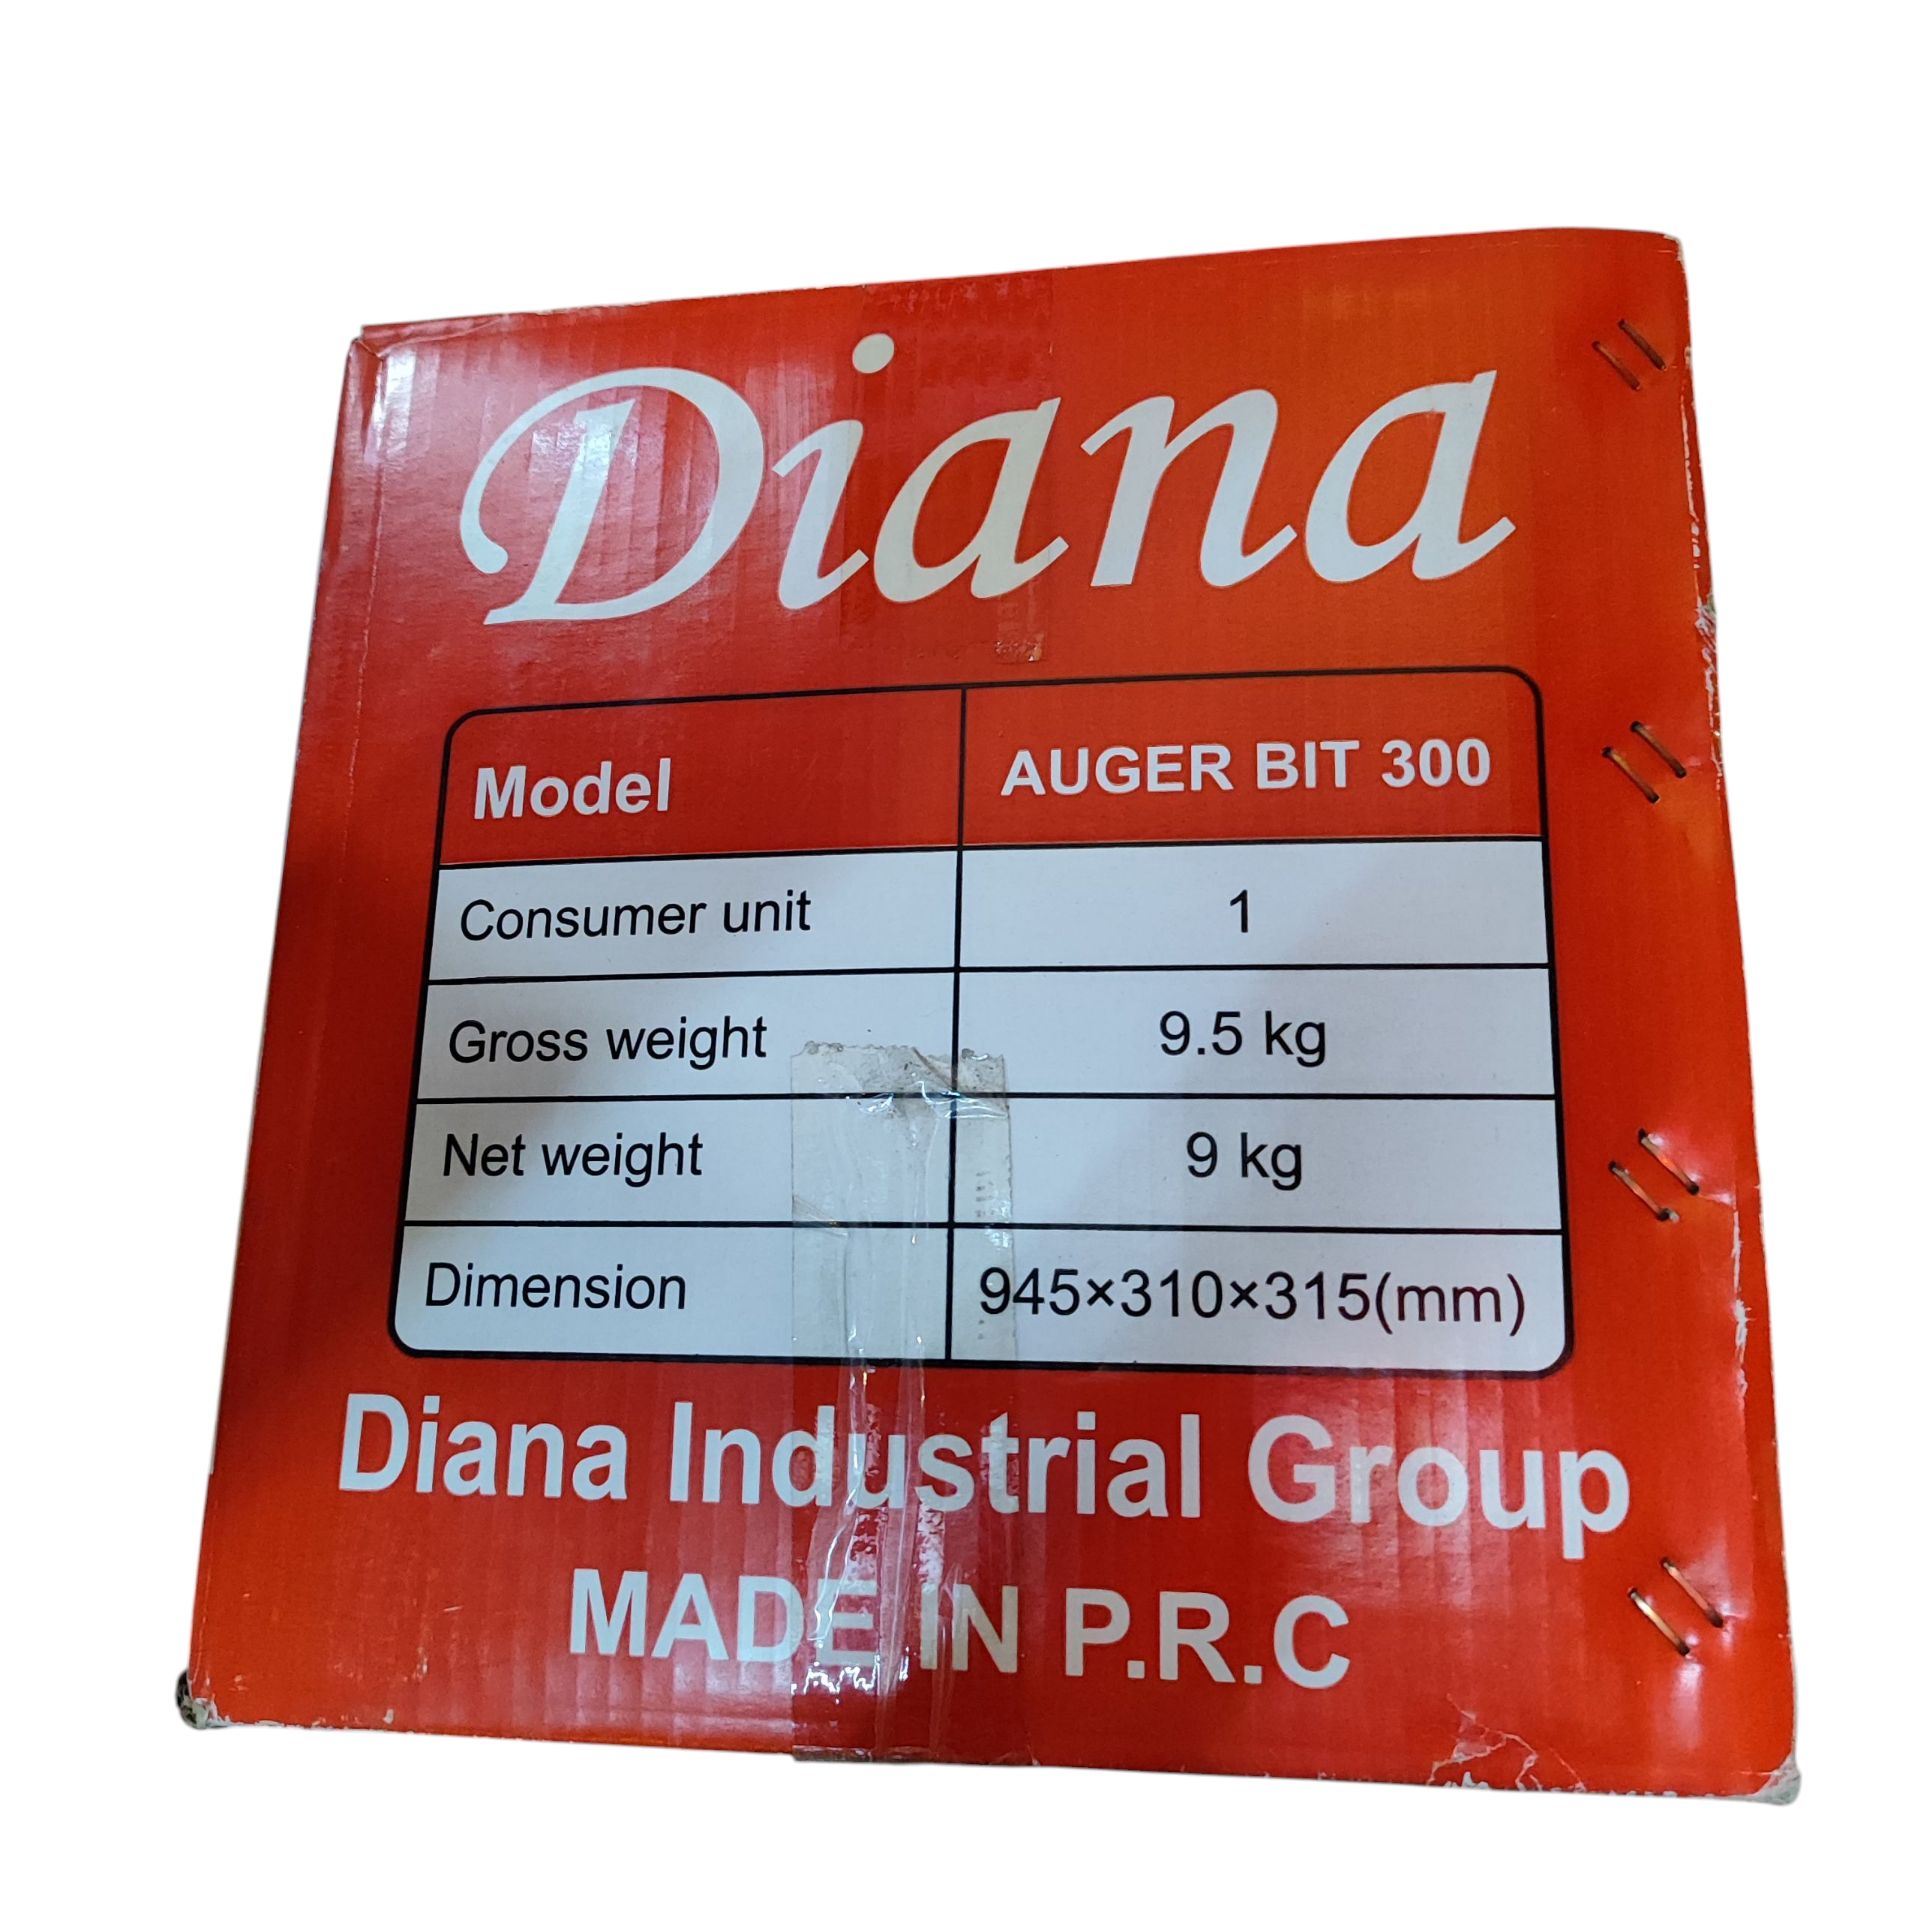 Diana
Model AUGER BIT 300
Consumer unit 1
Gross weight 9.5 kg
Net weight 9 kg
Dimension 945×310×315(mm)
Diana Industrial Group
MADE IN P.R.C